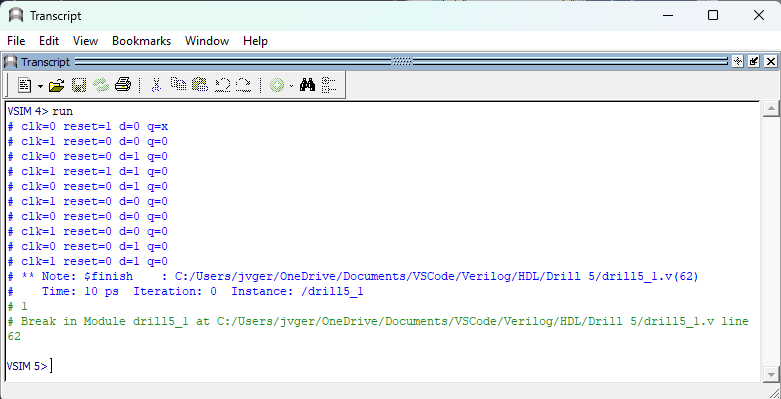 Transcript
File Edit View Bookmarks Window Help
Transcript
VSIM 4> run
# clk=0 reset=1 d=0 q=x
# clk=1 reset=0 d=0 q=0
# clk=0 reset=0 d=1 q=0
# clk=1 reset=0 d=1 q=0
# clk=0 reset=0 d=0 q=0
# clk=1 reset=0 d=0 q=0
# clk=0 reset=0 d=0 q=0
# clk=1 reset=0 d=0 q=0
# clk=0 reset=0 d=1 q=0
# clk=1 reset=0 d=1 q=0
# ** Note: $finish    : C:/Users/jvger/OneDrive/Documents/VSCode/Verilog/HDL/Drill 5/drill5_1.v(62)
#    Time: 10 ps  Iteration: 0  Instance: /drill5_1
# 1
# Break in Module drill5_1 at C:/Users/jvger/OneDrive/Documents/VSCode/Verilog/HDL/Drill 5/drill5_1.v line
62
VSIM 5>